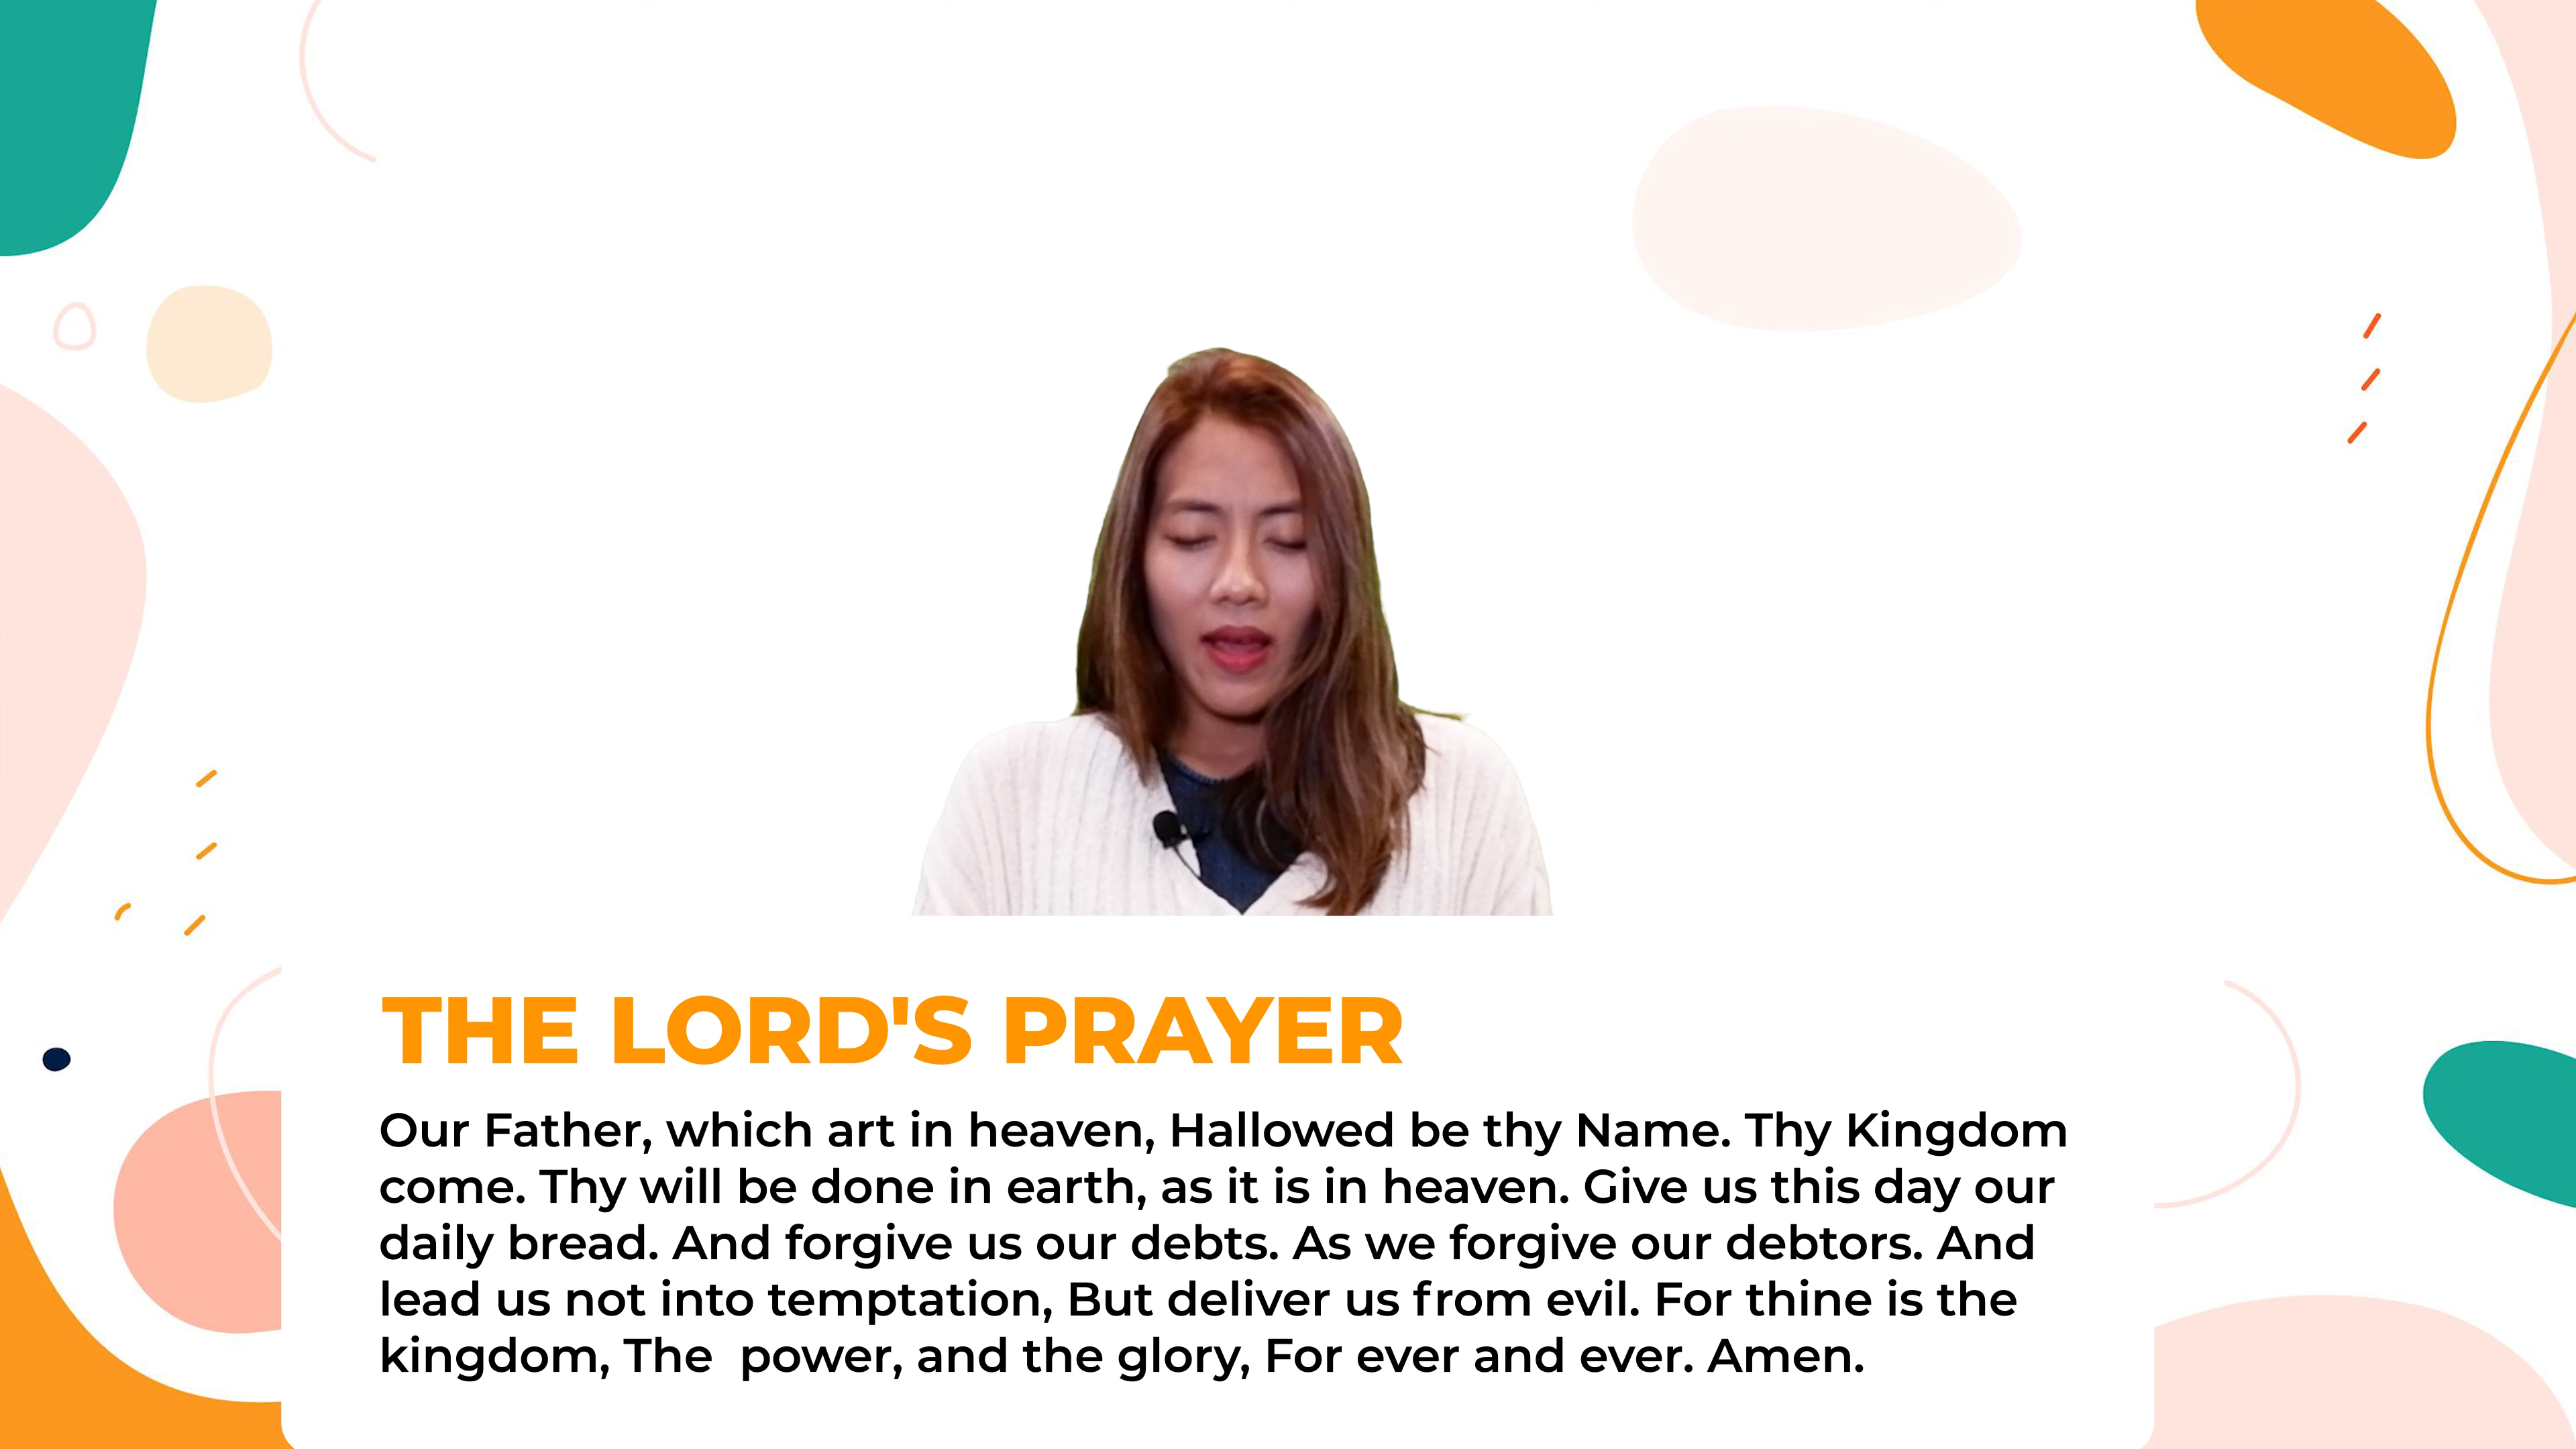 THE LORD'S PRAYER
Our Father, which art in heaven, Hallowed be thy Name. Thy Kingdom
come. Thy will be done in earth, as it is in heaven. Give us this day our
daily bread. And forgive us our debts. As we forgive our debtors. And
lead us not into temptation, But deliver us from evil. For thine is the
kingdom, The  power, and the glory, For ever and ever. Amen.